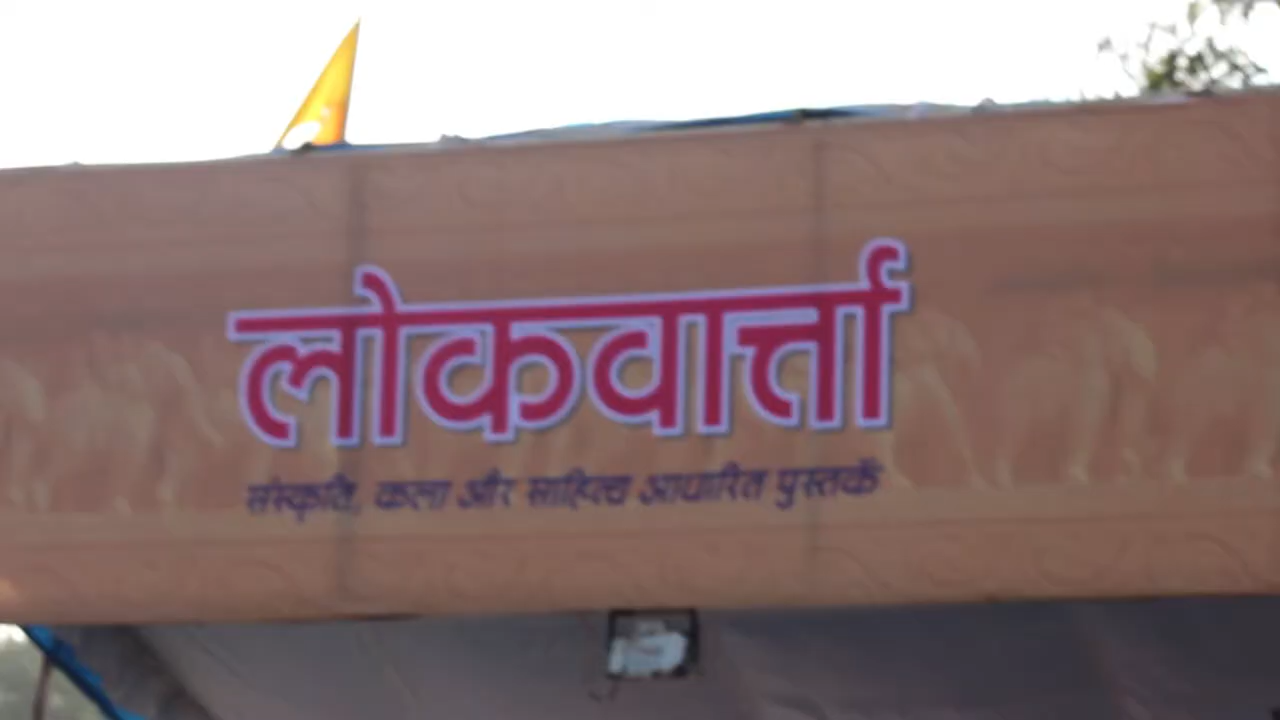 लोकवार्त्ता
संस्कृति, कला और साहित्य आधारित पुस्तकें